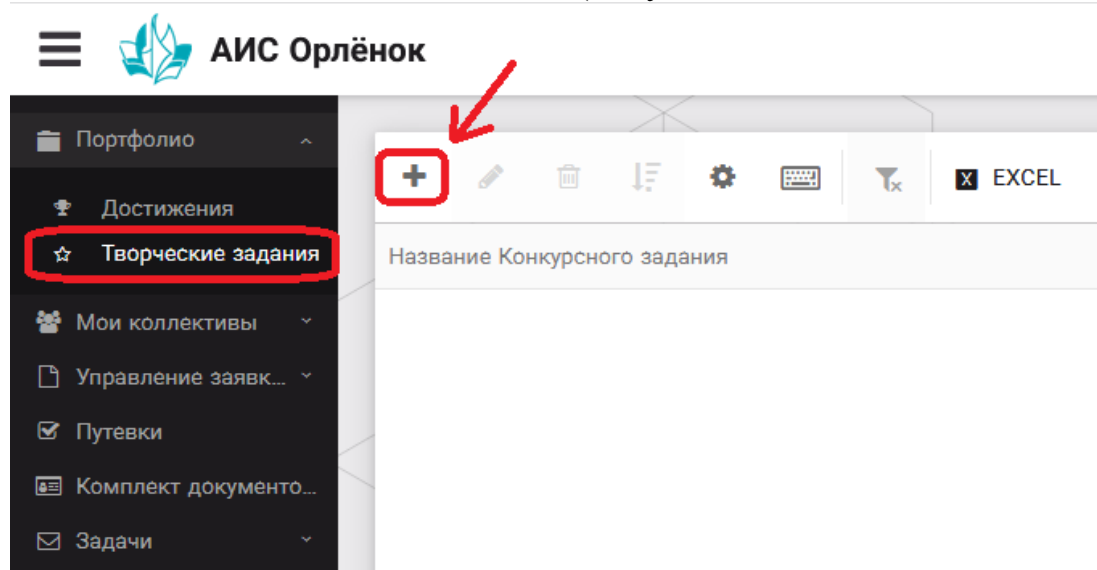 АИС Орлёнок
Портфолио
Достижения
Творческие задания
Мои коллективы
Управление заявк...
Путевки
Комплект документо...
Задачи
EXCEL
Название Конкурсного задания